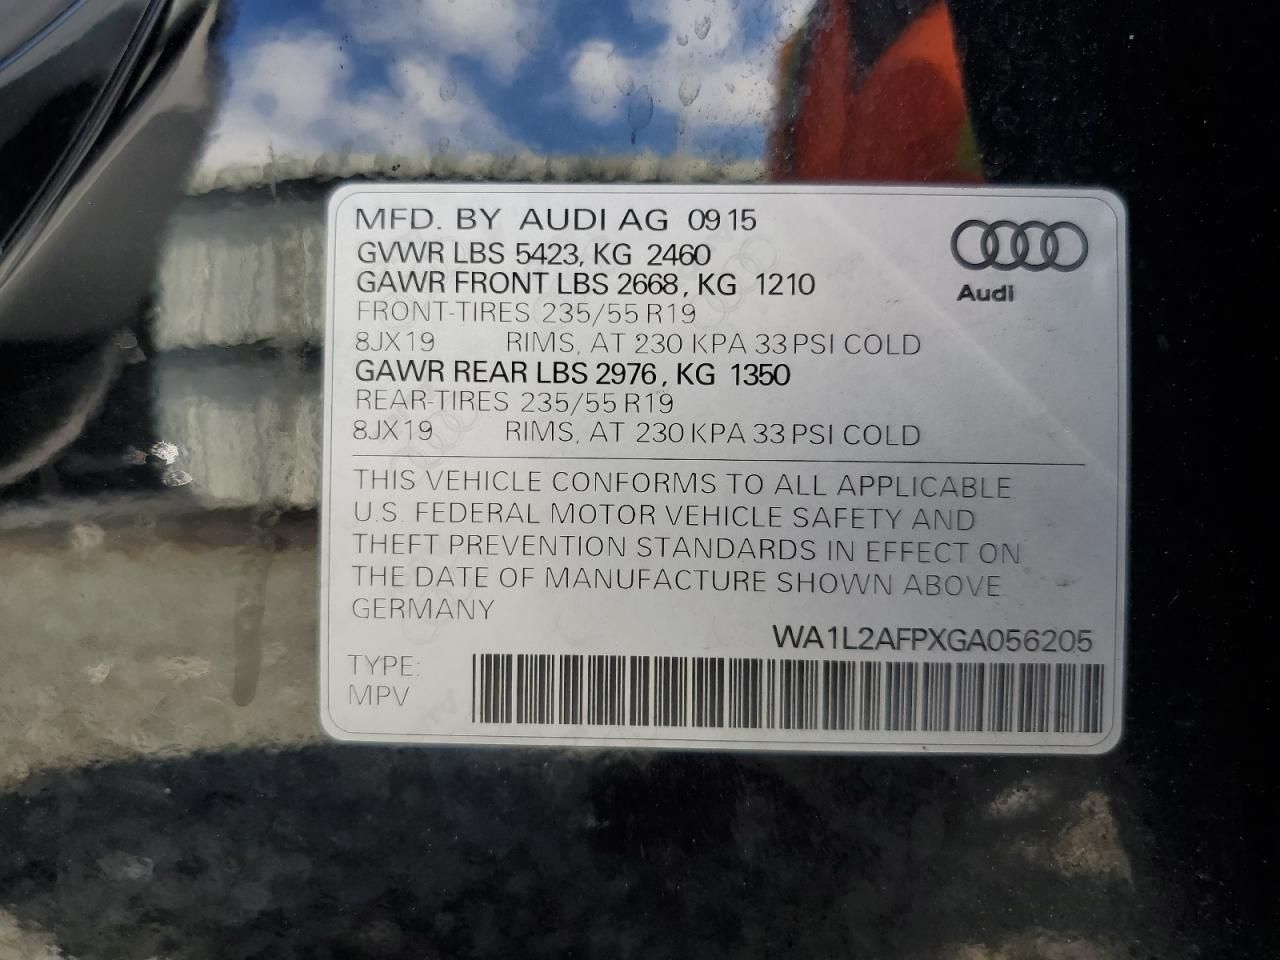 MFD. BY AUDI AG 09 15
GVWR LBS 5423, KG 2460
GAWR FRONT LBS 2668, KG 1210
FRONT-TIRES 235/55 R19
8JX19 RIMS, AT 230 KPA 33 PSI COLD
GAWR REAR LBS 2976, KG 1350
REAR-TIRES 235/55 R19
8JX19 RIMS, AT 230 KPA 33 PSI COLD
Audi
THIS VEHICLE CONFORMS TO ALL APPLICABLE
U.S. FEDERAL MOTOR VEHICLE SAFETY AND
THEFT PREVENTION STANDARDS IN EFFECT ON
THE DATE OF MANUFACTURE SHOWN ABOVE
GERMANY
WA1L2AFPXGA056205
TYPE:
MPV